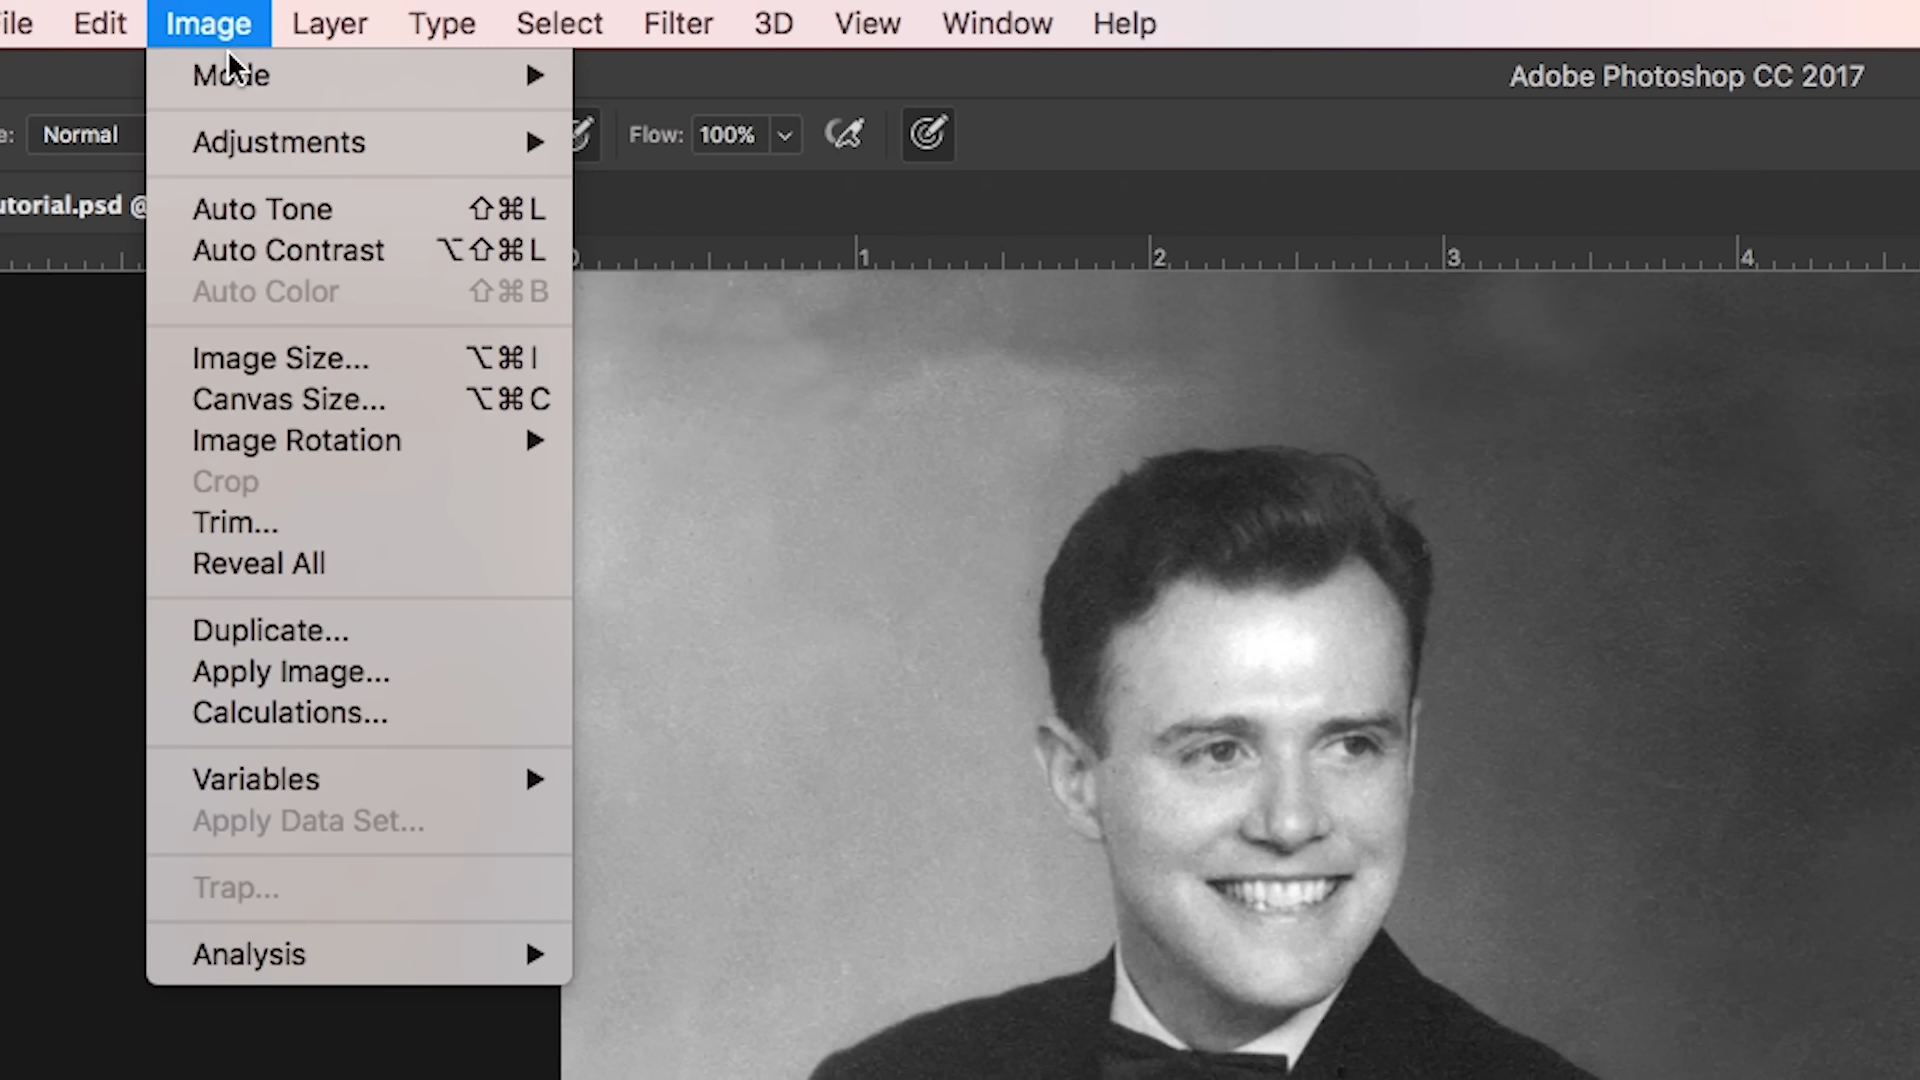 ile Edit Image Layer Type Select Filter 3D View Window Help
Adobe Photoshop CC 2017
e: Normal Flow: 100%
utorial.psd @
1 2 3 4
Mode
Adjustments
Auto Tone ⇧⌘L
Auto Contrast ⌥⇧⌘L
Auto Color ⇧⌘B
Image Size... ⌥⌘I
Canvas Size... ⌥⌘C
Image Rotation
Crop
Trim...
Reveal All
Duplicate...
Apply Image...
Calculations...
Variables
Apply Data Set...
Trap...
Analysis